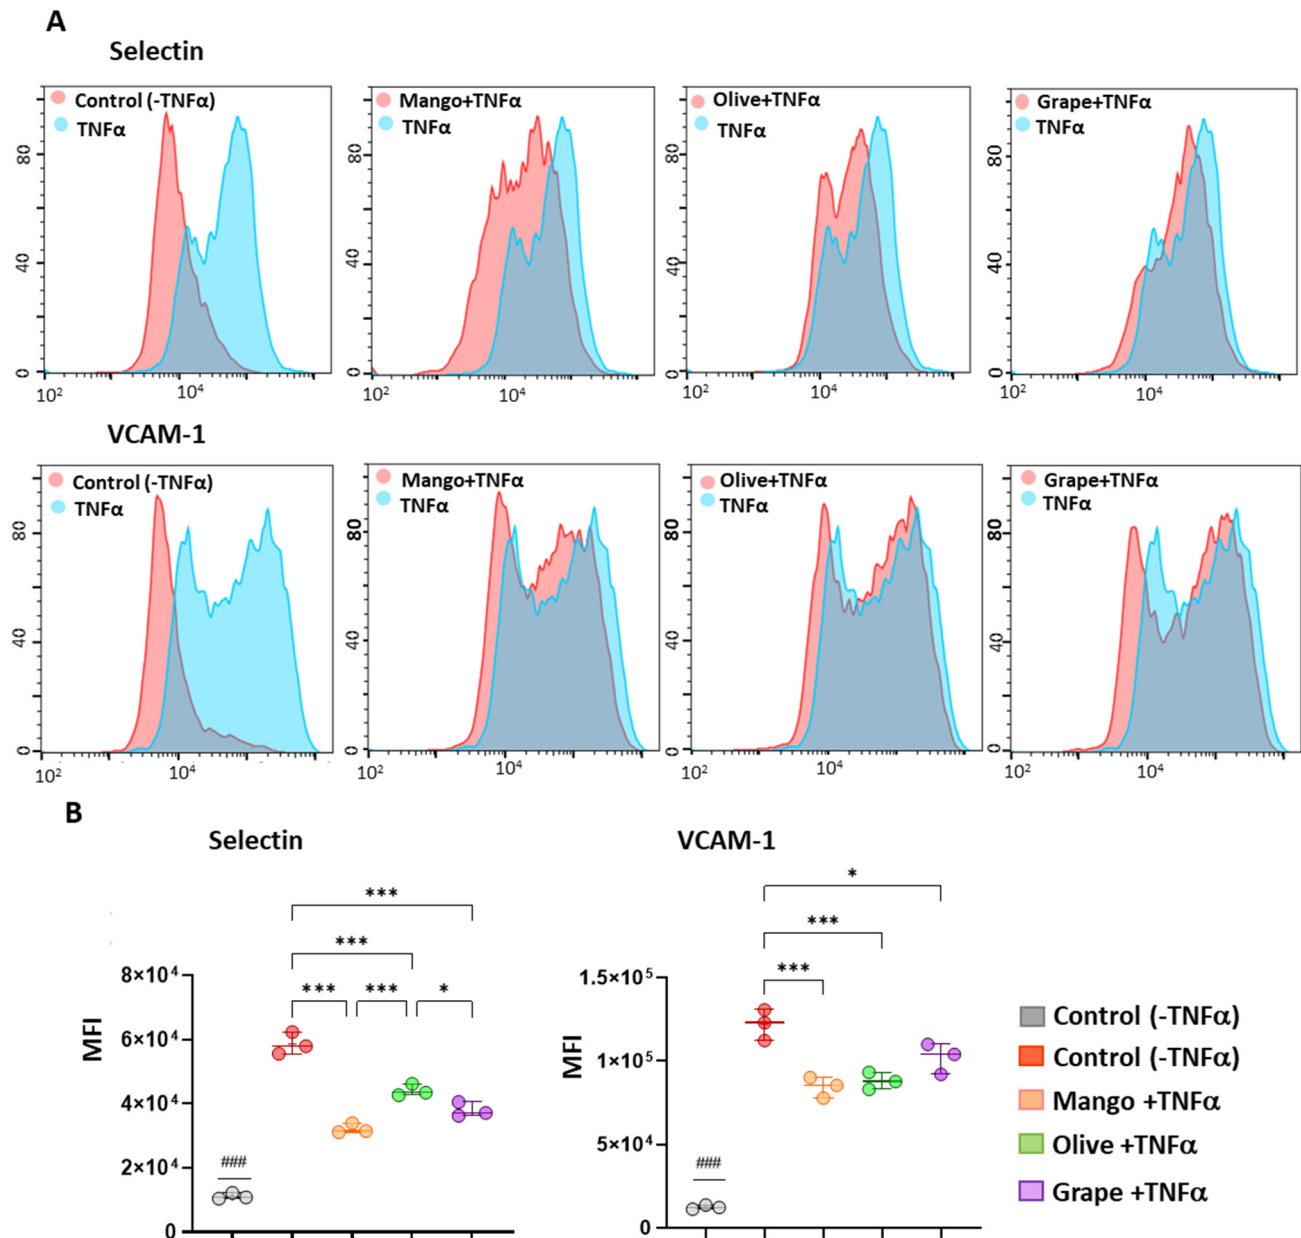 A
Selectin
Control (-TNFα)
TNFα
80
40
0
10² 10⁴
Mango+TNFα
TNFα
80
40
0
10² 10⁴
Olive+TNFα
TNFα
80
40
0
10² 10⁴
Grape+TNFα
TNFα
80
40
0
10² 10⁴
VCAM-1
Control (-TNFα)
TNFα
80
40
0
10² 10⁴
Mango+TNFα
TNFα
80
40
0
10² 10⁴
Olive+TNFα
TNFα
80
40
0
10² 10⁴
Grape+TNFα
TNFα
80
40
0
10² 10⁴
B
Selectin
***
***
*** *** *
8×10⁴
6×10⁴
4×10⁴
2×10⁴
0
MFI
###
VCAM-1
*
***
***
1.5×10⁵
1×10⁵
5×10⁴
0
MFI
###
Control (-TNFα)
Control (-TNFα)
Mango +TNFα
Olive +TNFα
Grape +TNFα